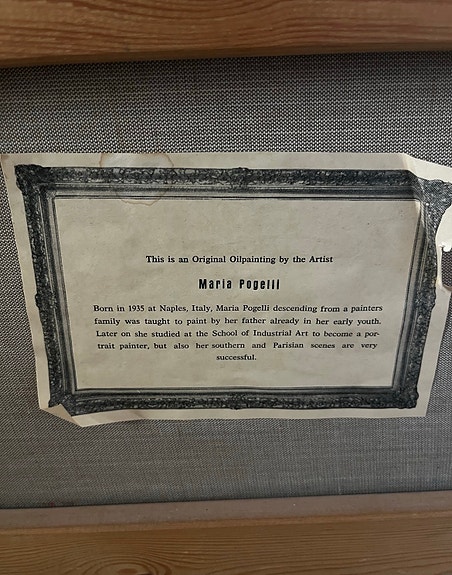 This is an Original Oilpainting by the Artist
Maria Pogelli
Born in 1935 at Naples, Italy, Maria Pogelli descending from a painters
family was taught to paint by her father already in her early youth.
Later on she studied at the School of Industrial Art to become a por-
trait painter, but also her southern and Parisian scenes are very
successful.